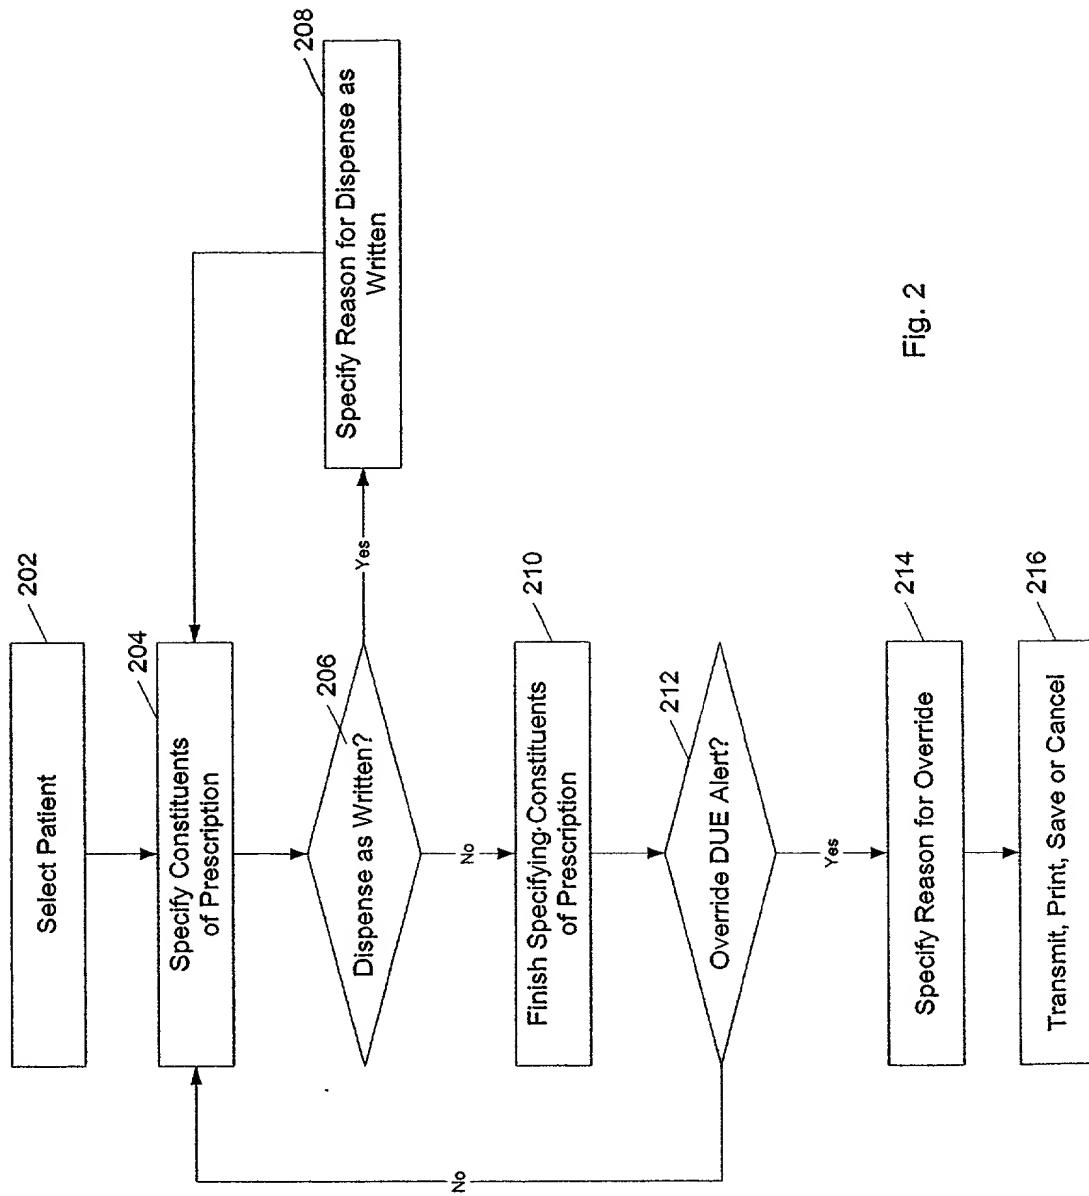 Select Patient
202
Specify Constituents
of Prescription
204
Dispense as Written?
206
Yes
Specify Reason for Dispense as
Written
208
No
Finish Specifying Constituents
of Prescription
210
Override DUE Alert?
212
No
Yes
Specify Reason for Override
214
Transmit, Print, Save or Cancel
216
Fig. 2